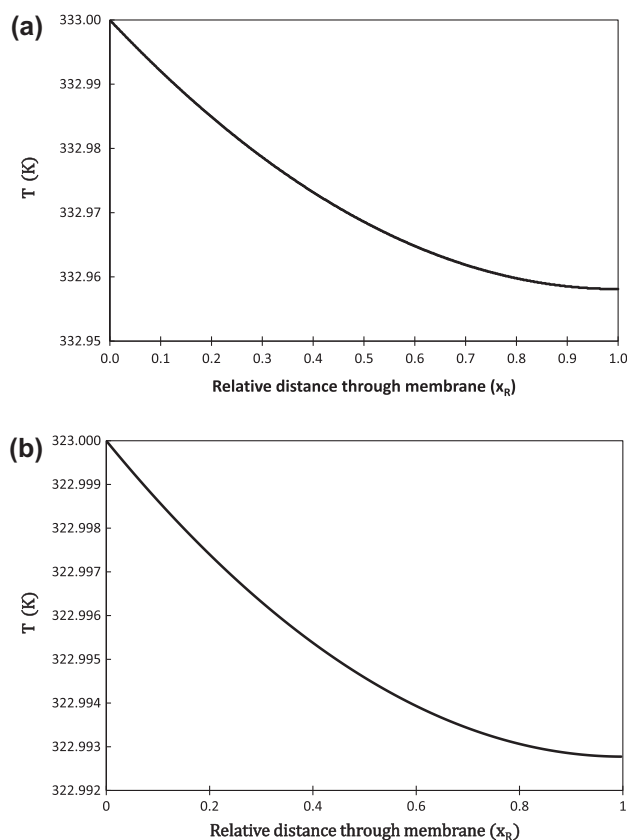 (a)
333.00
332.99
332.98
332.97
332.96
332.95
T (K)
0.0 0.1 0.2 0.3 0.4 0.5 0.6 0.7 0.8 0.9 1.0
Relative distance through membrane (xR)
(b)
323.000
322.999
322.998
322.997
322.996
322.995
322.994
322.993
322.992
T (K)
0 0.2 0.4 0.6 0.8 1
Relative distance through membrane (xR)